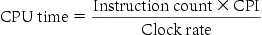 CPU time = Instruction count × CPI / Clock rate